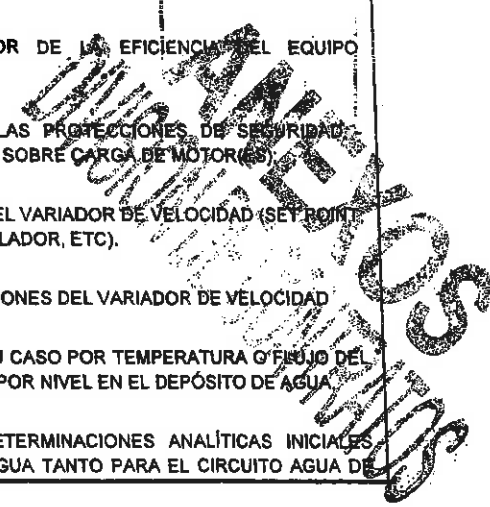 OR DE LA EFICIENCIA DEL EQUIPO
LAS PROTECCIONES DE SEGURIDAD -
SOBRE CARGA DE MOTOR(ES).
EL VARIADOR DE VELOCIDAD (SET POINT,
LADOR, ETC).
ONES DEL VARIADOR DE VELOCIDAD
U CASO POR TEMPERATURA O FLUJO DEL
POR NIVEL EN EL DEPÓSITO DE AGUA,
ETERMINACIONES ANALÍTICAS INICIALES
GUA TANTO PARA EL CIRCUITO AGUA DE
ANEXOS